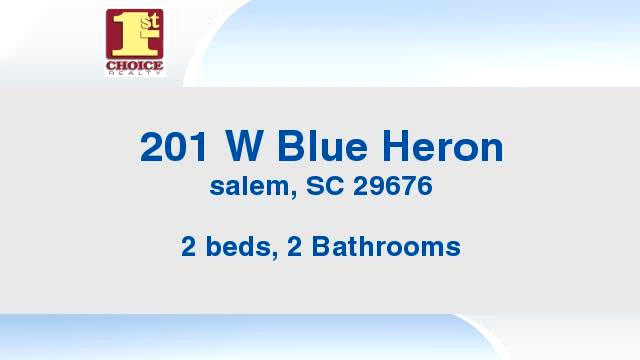 1st
CHOICE
REALTY
201 W Blue Heron
salem, SC 29676
2 beds, 2 Bathrooms